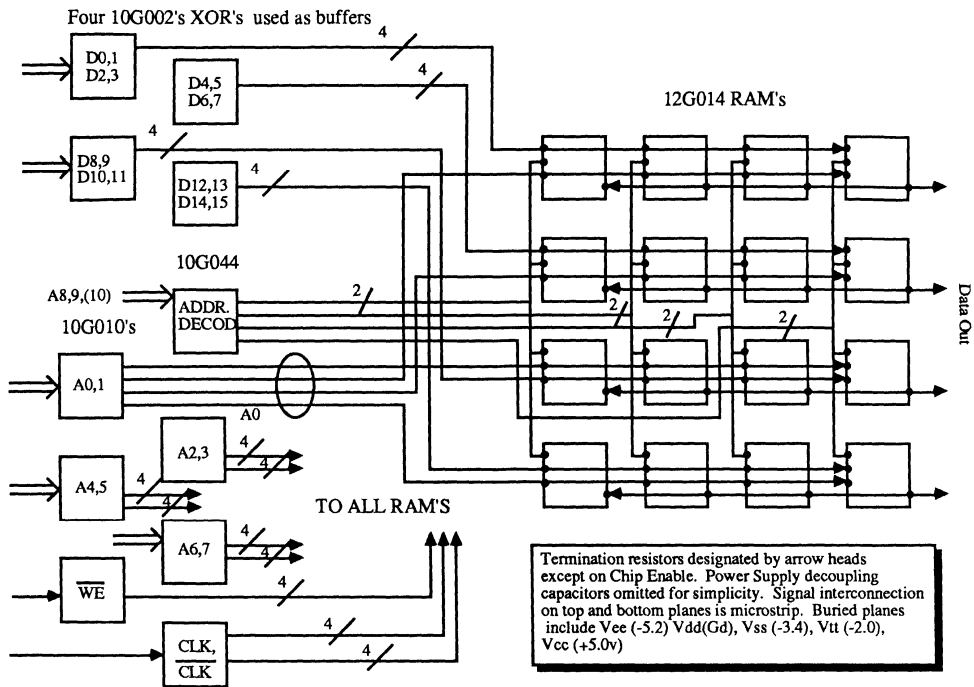 Four 10G002's XOR's used as buffers
4
D0,1
D2,3
4
D4,5
D6,7
12G014 RAM's
4
D8,9
D10,11
4
D12,13
D14,15
10G044
A8,9,(10)
ADDR.
DECOD
2
2
2
2
Data Out
10G010's
A0,1
A0
A2,3
4
4
A4,5
4
4
TO ALL RAM'S
A6,7
4
4
WE
4
CLK,
CLK
4
4
Termination resistors designated by arrow heads
except on Chip Enable. Power Supply decoupling
capacitors omitted for simplicity. Signal interconnection
on top and bottom planes is microstrip. Buried planes
include Vee (-5.2) Vdd(Gd), Vss (-3.4), Vtt (-2.0),
Vcc (+5.0v)